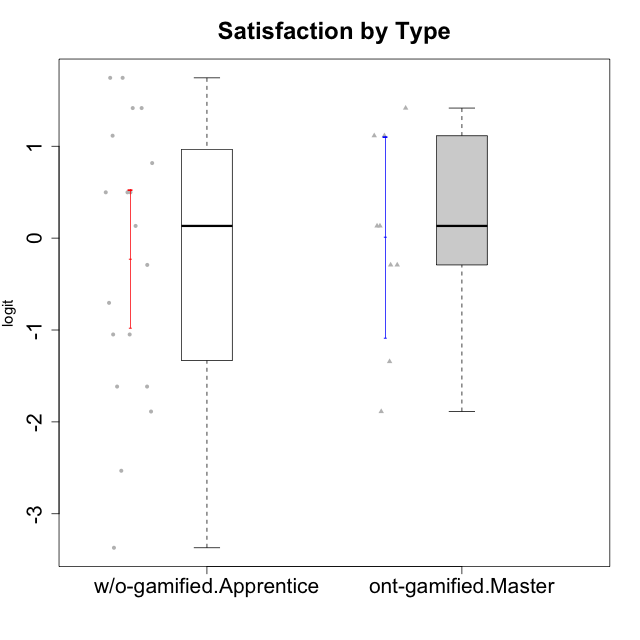 Satisfaction by Type
logit
1
0
-1
-2
-3
w/o-gamified.Apprentice
ont-gamified.Master